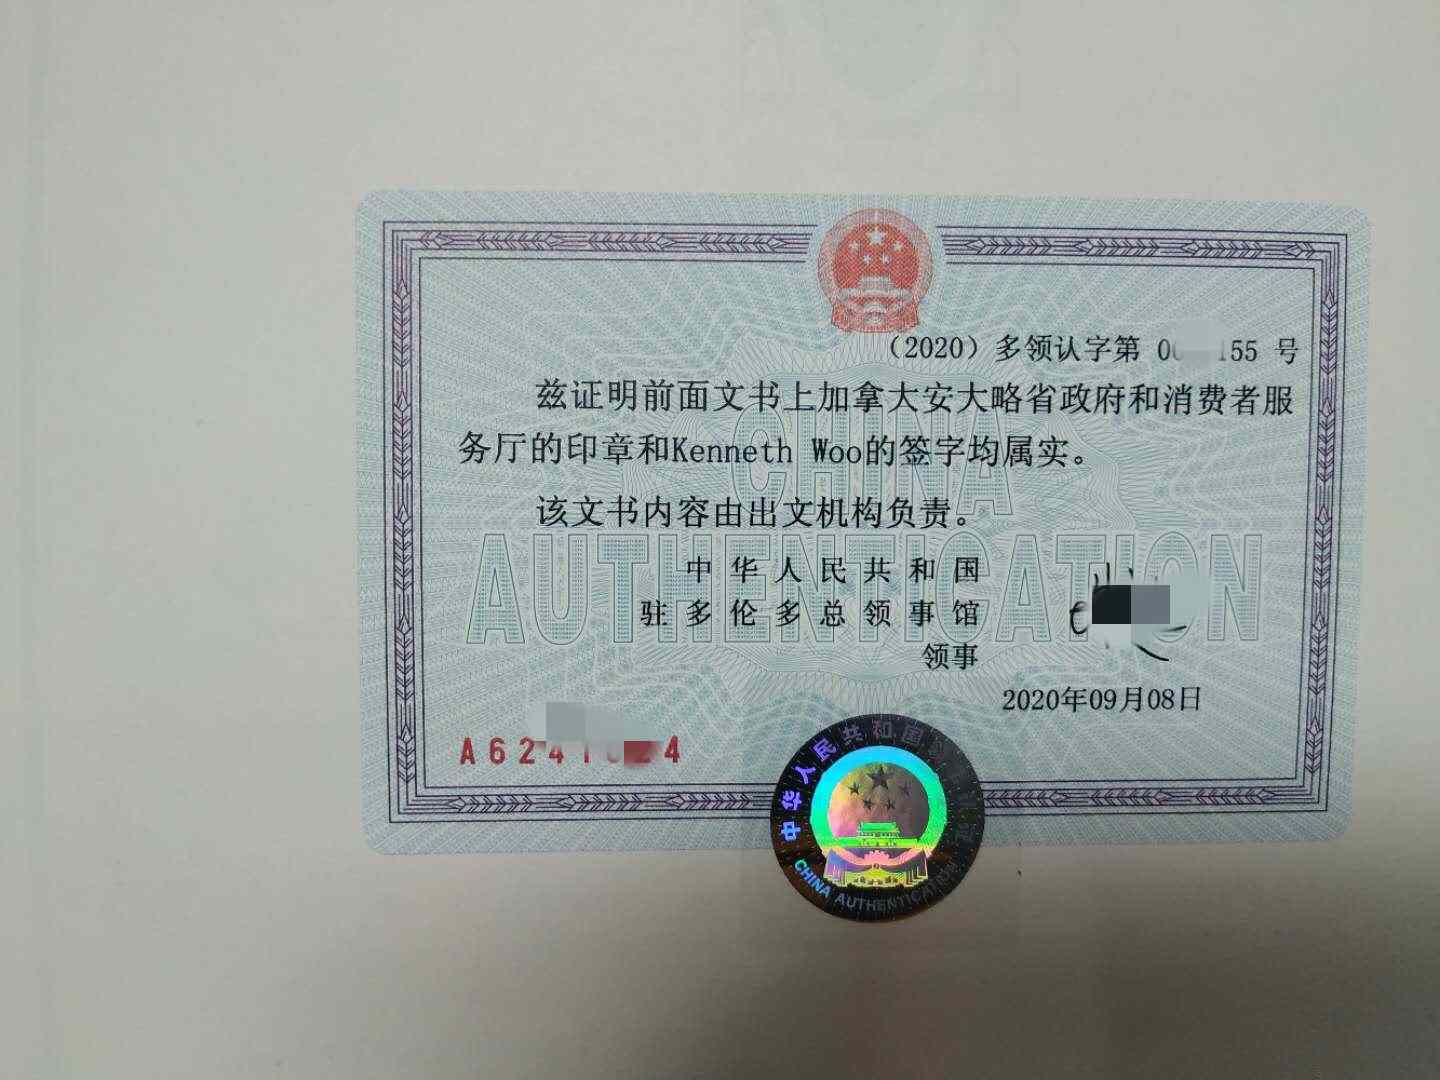 （2020）多领认字第 155 号
兹证明前面文书上加拿大安大略省政府和消费者服
务厅的印章和Kenneth Woo的签字均属实。
该文书内容由出文机构负责。
CHINA
AUTHENTICATION
中华人民共和国
驻多伦多总领事馆
领事
2020年09月08日
A6241 4
中华人民共和国
CHINA AUTHENTICATION